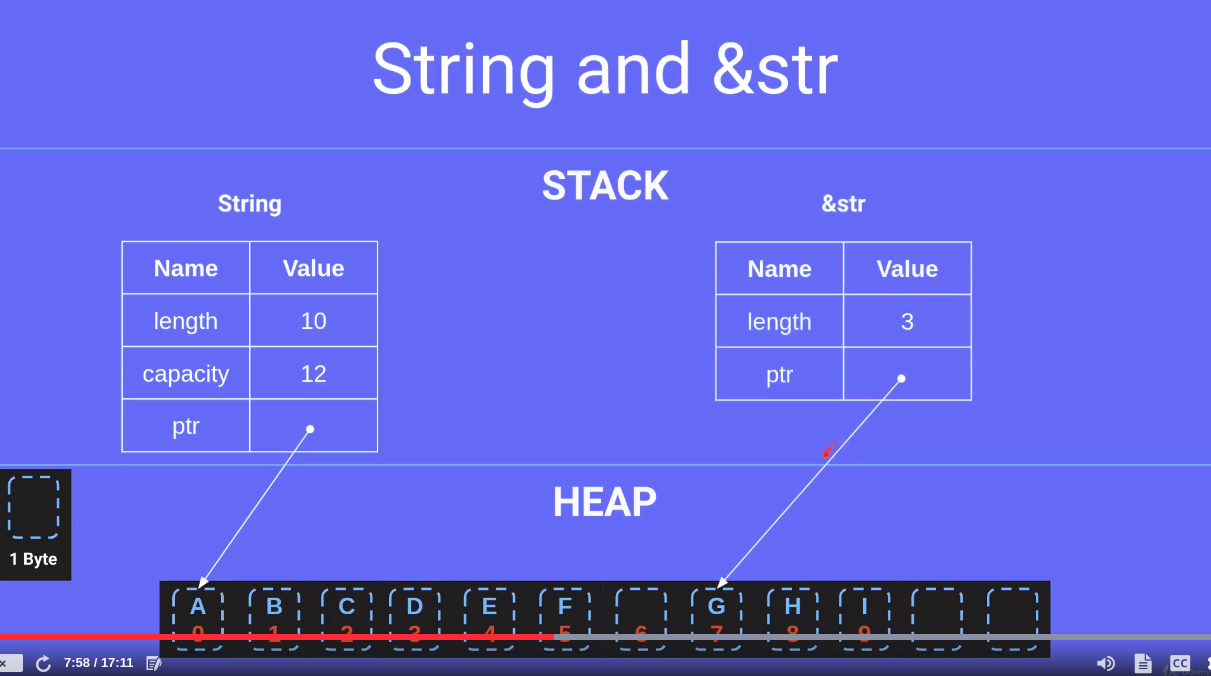 String and &str
STACK
String
&str
Name Value
length 10
capacity 12
ptr
Name Value
length 3
ptr
HEAP
1 Byte
A B C D E F G H I
0 1 2 3 4 5 6 7 8 9
7:58 / 17:11
CC